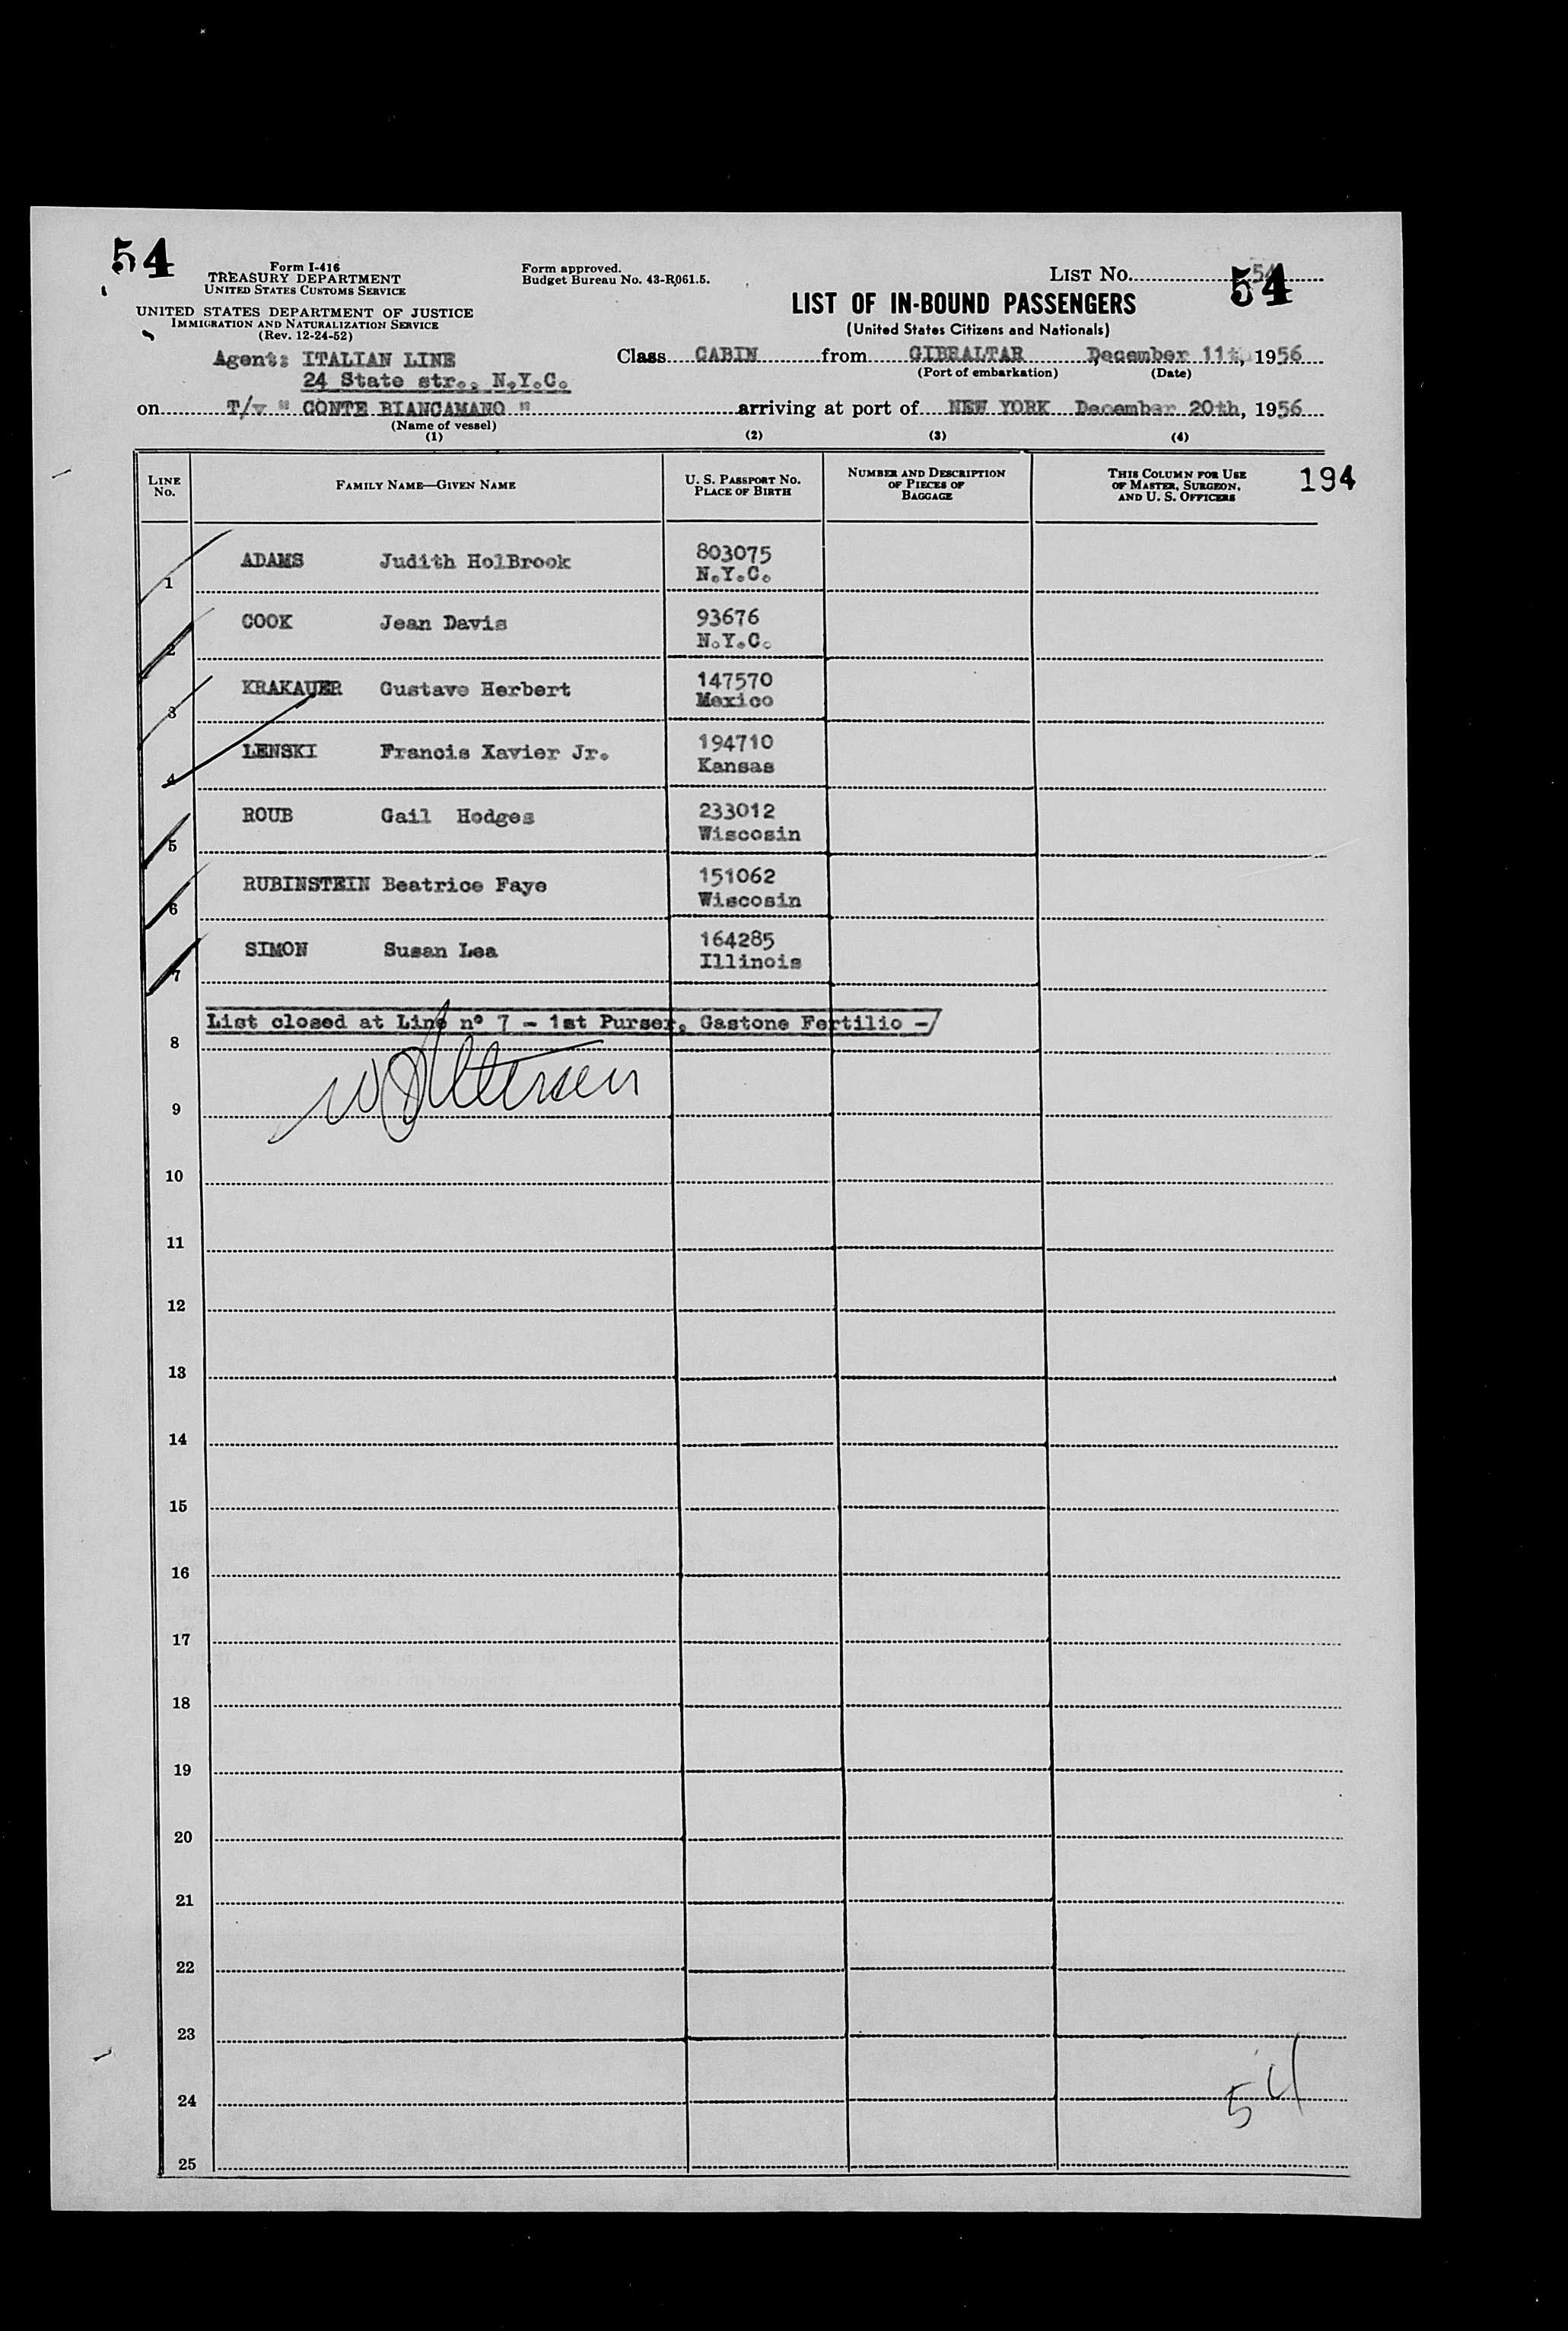 54
Form I-416
TREASURY DEPARTMENT
UNITED STATES CUSTOMS SERVICE
UNITED STATES DEPARTMENT OF JUSTICE
IMMIGRATION AND NATURALIZATION SERVICE
(Rev. 12-24-52)
Form approved.
Budget Bureau No. 43-R061.5.
LIST No. 54
54
LIST OF IN-BOUND PASSENGERS
(United States Citizens and Nationals)
Agent: ITALIAN LINE
24 State str., N.Y.C.
Class CABIN from GIBRALTAR December 11th, 1956
(Port of embarkation) (Date)
on T/v " CONTE BIANCAMANO " arriving at port of NEW YORK December 20th, 1956
(Name of vessel)
(1) (2) (3) (4)
LINE No. FAMILY NAME—GIVEN NAME U. S. PASSPORT No. PLACE OF BIRTH NUMBER AND DESCRIPTION OF PIECES OF BAGGAGE THIS COLUMN FOR USE OF MASTER, SURGEON, AND U. S. OFFICERS 194
1 ADAMS Judith HolBrook 803075
N.Y.C.
2 COOK Jean Davis 93676
N.Y.C.
3 KRAKAUER Gustave Herbert 147570
Mexico
4 LENSKI Francis Xavier Jr. 194710
Kansas
5 ROUB Gail Hodges 233012
Wiscosin
6 RUBINSTEIN Beatrice Faye 151062
Wiscosin
7 SIMON Susan Lea 164285
Illinois
List closed at Line n° 7 - 1st Purser, Gastone Fertilio -
8
9
10
11
12
13
14
15
16
17
18
19
20
21
22
23
24
54
25